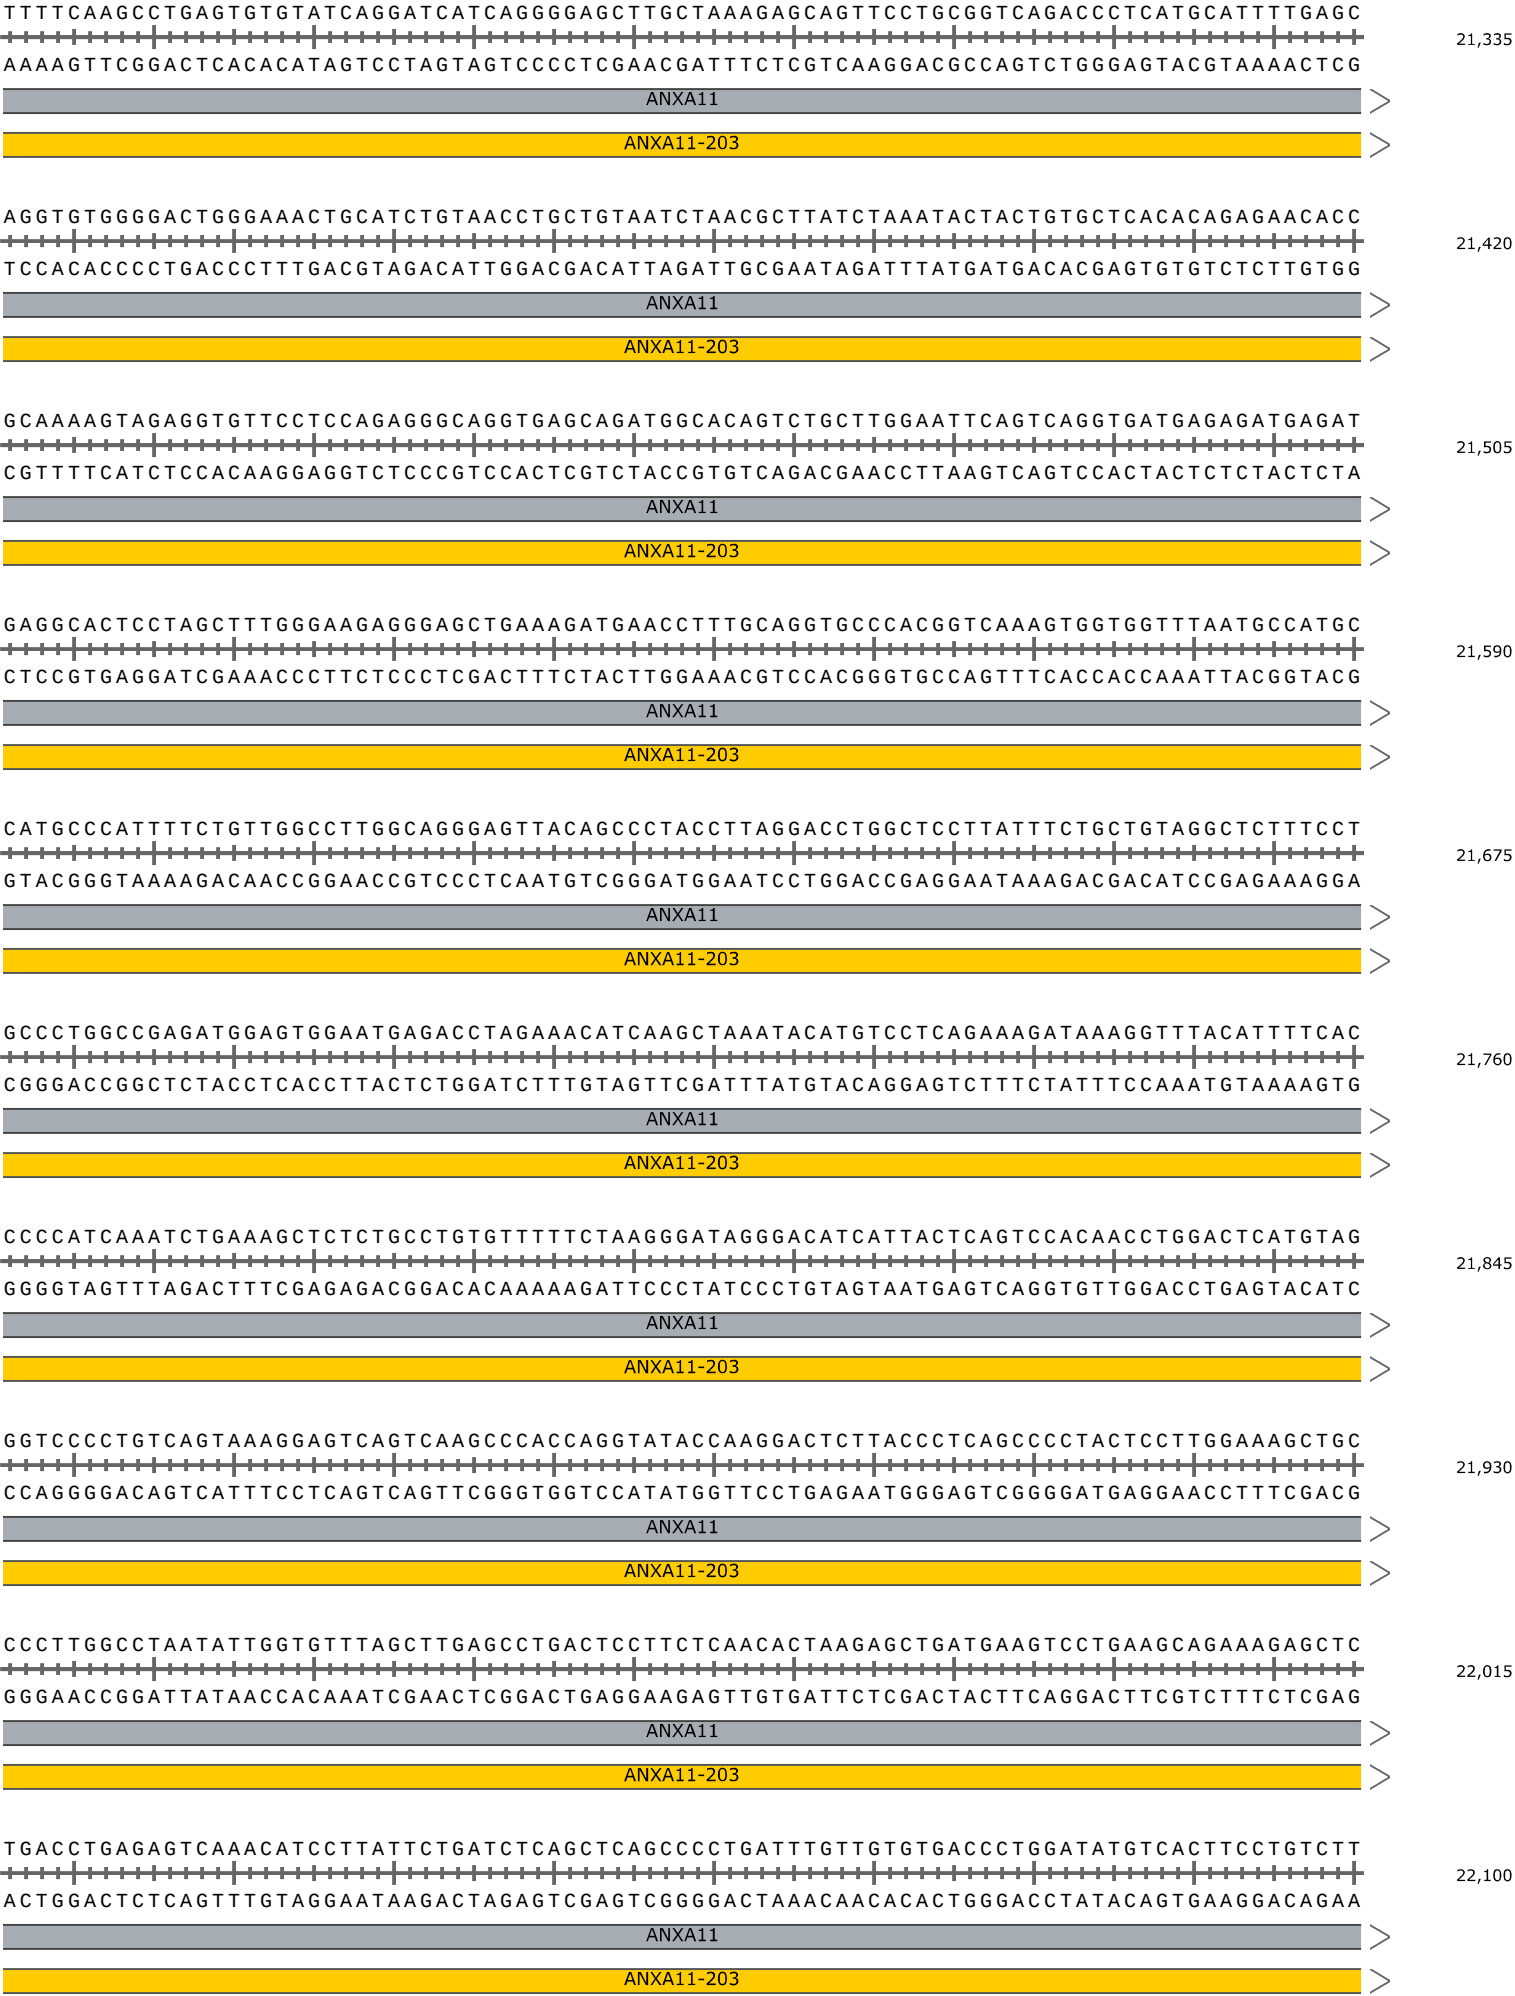 TTTTCAAGCCTGAGTGTGTATCAGGATCATCAGGGGAGCTTGCTAAAGAGCAGTTCCTGCGGTCAGACCCTCATGCATTTTGAGC
21,335
AAAAGTTCGGACTCACACATAGTCCTAGTAGTCCCCTCGAACGATTTCTCGTCAAGGACGCCAGTCTGGGAGTACGTAAAACTCG
ANXA11
ANXA11-203
AGGTGTGGGGACTGGGAAACTGCATCTGTAACCTGCTGTAATCTAACGCTTATCTAAATACTACTGTGCTCACACAGAGAACACC
21,420
TCCACACCCCTGACCCTTTGACGTAGACATTGGACGACATTAGATTGCGAATAGATTTATGATGACACGAGTGTGTCTCTTGTGG
ANXA11
ANXA11-203
GCAAAAGTAGAGGTGTTCCTCCAGAGGGCAGGTGAGCAGATGGCACAGTCTGCTTGGAATTCAGTCAGGTGATGAGAGATGAGAT
21,505
CGTTTTCATCTCCACAAGGAGGTCTCCCGTCCACTCGTCTACCGTGTCAGACGAACCTTAAGTCAGTCCACTACTCTCTACTCTA
ANXA11
ANXA11-203
GAGGCACTCCTAGCTTTGGGAAGAGGGAGCTGAAAGATGAACCTTTGCAGGTGCCCACGGTCAAAGTGGTGGTTTAATGCCATGC
21,590
CTCCGTGAGGATCGAAACCCTTCTCCCTCGACTTTCTACTTGGAAACGTCCACGGGTGCCAGTTTCACCACCAAATTACGGTACG
ANXA11
ANXA11-203
CATGCCCATTTTCTGTTGGCCTTGGCAGGGAGTTACAGCCCTACCTTAGGACCTGGCTCCTTATTTCTGCTGTAGGCTCTTTCCT
21,675
GTACGGGTAAAAGACAACCGGAACCGTCCCTCAATGTCGGGATGGAATCCTGGACCGAGGAATAAAGACGACATCCGAGAAAGGA
ANXA11
ANXA11-203
GCCCTGGCCGAGATGGAGTGGAATGAGACCTAGAAACATCAAGCTAAATACATGTCCTCAGAAAGATAAAGGTTTACATTTTCAC
21,760
CGGGACCGGCTCTACCTCACCTTACTCTGGATCTTTGTAGTTCGATTTATGTACAGGAGTCTTTCTATTTCCAAATGTAAAAGTG
ANXA11
ANXA11-203
CCCCATCAAATCTGAAAGCTCTCTGCCTGTGTTTTTCTAAGGGATAGGGACATCATTACTCAGTCCACAACCTGGACTCATGTAG
21,845
GGGGTAGTTTAGACTTTCGAGAGACGGACACAAAAAGATTCCCTATCCCTGTAGTAATGAGTCAGGTGTTGGACCTGAGTACATC
ANXA11
ANXA11-203
GGTCCCCTGTCAGTAAAGGAGTCAGTCAAGCCCACCAGGTATACCAAGGACTCTTACCCTCAGCCCCTACTCCTTGGAAAGCTGC
21,930
CCAGGGGACAGTCATTTCCTCAGTCAGTTCGGGTGGTCCATATGGTTCCTGAGAATGGGAGTCGGGGATGAGGAACCTTTCGACG
ANXA11
ANXA11-203
CCCTTGGCCTAATATTGGTGTTTAGCTTGAGCCTGACTCCTTCTCAACACTAAGAGCTGATGAAGTCCTGAAGCAGAAAGAGCTC
22,015
GGGAACCGGATTATAACCACAAATCGAACTCGGACTGAGGAAGAGTTGTGATTCTCGACTACTTCAGGACTTCGTCTTTCTCGAG
ANXA11
ANXA11-203
TGACCTGAGAGTCAAACATCCTTATTCTGATCTCAGCTCAGCCCCTGATTTGTTGTGTGACCCTGGATATGTCACTTCCTGTCTT
22,100
ACTGGACTCTCAGTTTGTAGGAATAAGACTAGAGTCGAGTCGGGGACTAAACAACACACTGGGACCTATACAGTGAAGGACAGAA
ANXA11
ANXA11-203